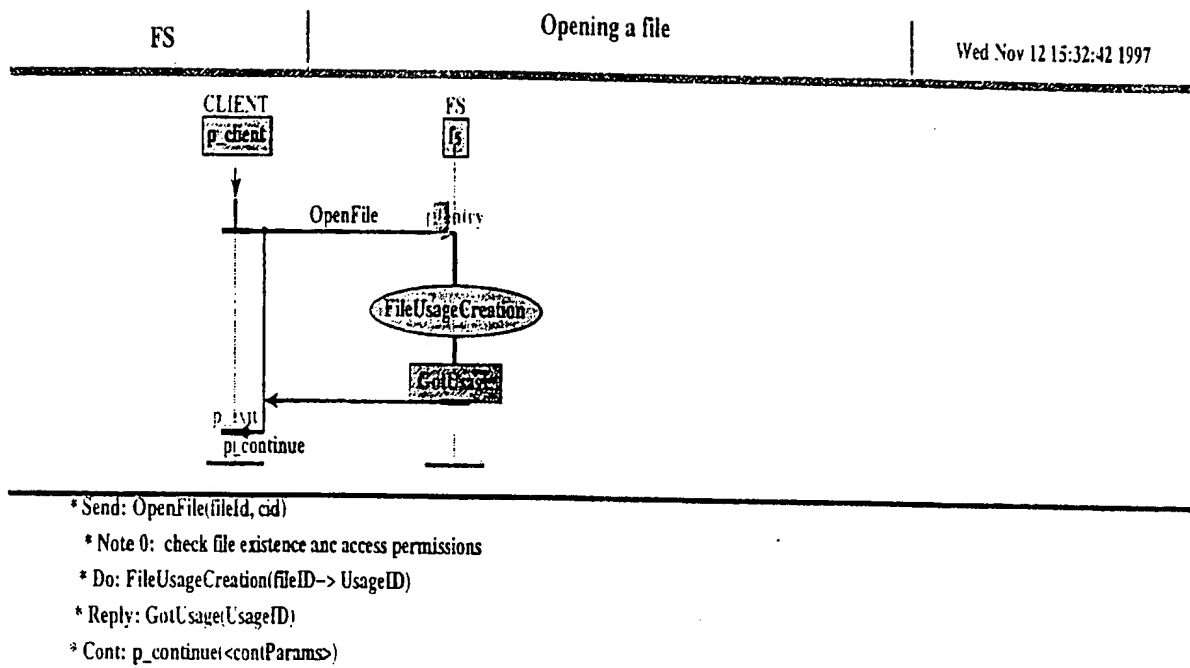 FS
Opening a file
Wed Nov 12 15:32:42 1997
CLIENT
FS
p_client
fs
OpenFile
FileUsageCreation
GotUsage
p_exit
p_continue
* Send: OpenFile(fileId, cid)
* Note 0: check file existence anc access permissions
* Do: FileUsageCreation(fileID–> UsageID)
* Reply: GotUsage(UsageID)
* Cont: p_continue(<contParams>)